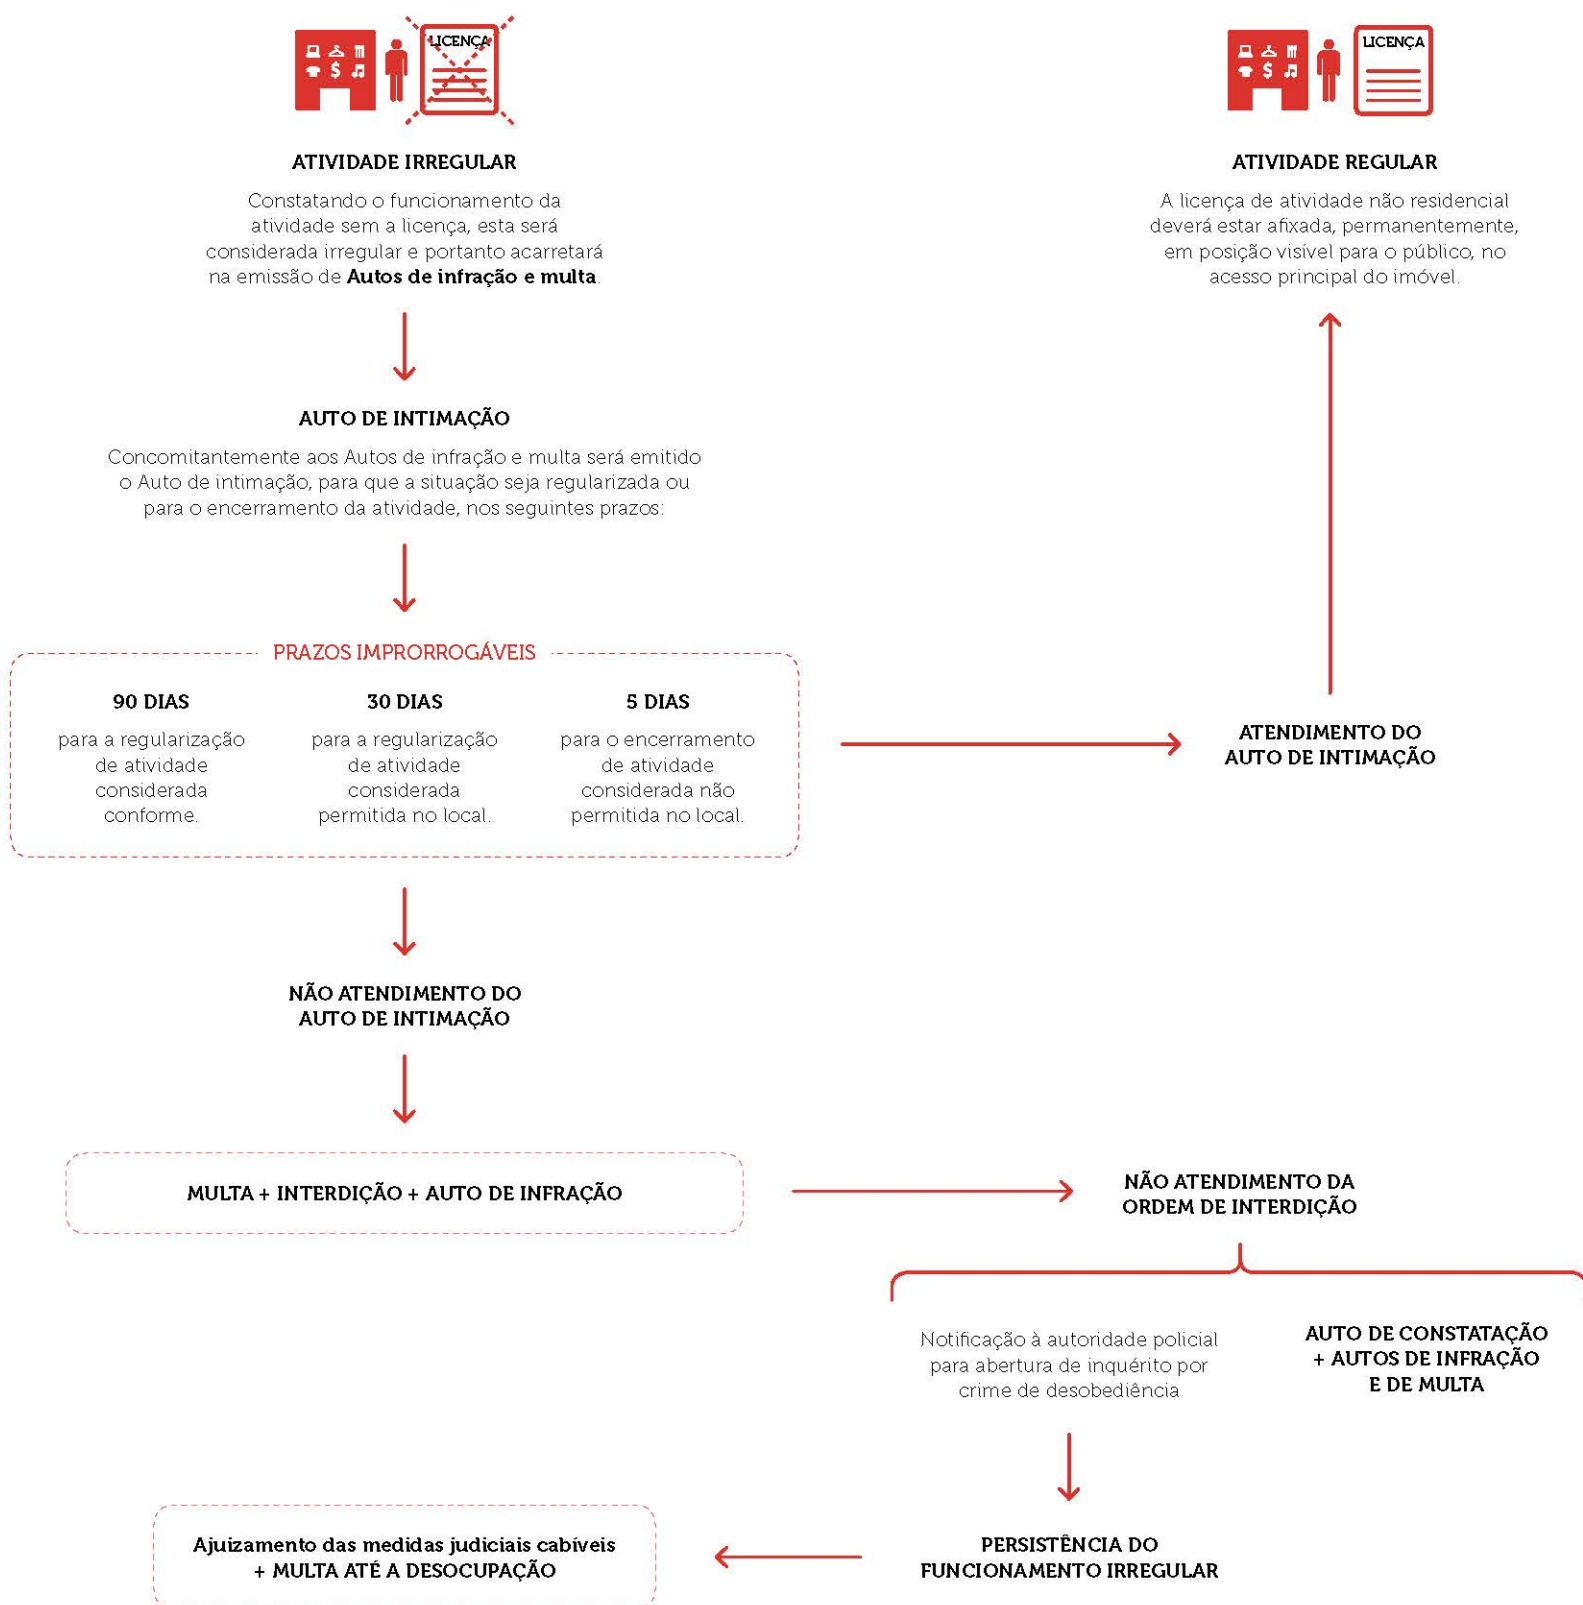 LICENÇA
ATIVIDADE IRREGULAR
Constatando o funcionamento da
atividade sem a licença, esta será
considerada irregular e portanto acarretará
na emissão de Autos de infração e multa.
AUTO DE INTIMAÇÃO
Concomitantemente aos Autos de infração e multa será emitido
o Auto de intimação, para que a situação seja regularizada ou
para o encerramento da atividade, nos seguintes prazos:
PRAZOS IMPRORROGÁVEIS
90 DIAS
para a regularização
de atividade
considerada
conforme.
30 DIAS
para a regularização
de atividade
considerada
permitida no local.
5 DIAS
para o encerramento
de atividade
considerada não
permitida no local.
ATENDIMENTO DO
AUTO DE INTIMAÇÃO
LICENÇA
ATIVIDADE REGULAR
A licença de atividade não residencial
deverá estar afixada, permanentemente,
em posição visível para o público, no
acesso principal do imóvel.
NÃO ATENDIMENTO DO
AUTO DE INTIMAÇÃO
MULTA + INTERDIÇÃO + AUTO DE INFRAÇÃO
NÃO ATENDIMENTO DA
ORDEM DE INTERDIÇÃO
Notificação à autoridade policial
para abertura de inquérito por
crime de desobediência
AUTO DE CONSTATAÇÃO
+ AUTOS DE INFRAÇÃO
E DE MULTA
PERSISTÊNCIA DO
FUNCIONAMENTO IRREGULAR
Ajuizamento das medidas judiciais cabíveis
+ MULTA ATÉ A DESOCUPAÇÃO